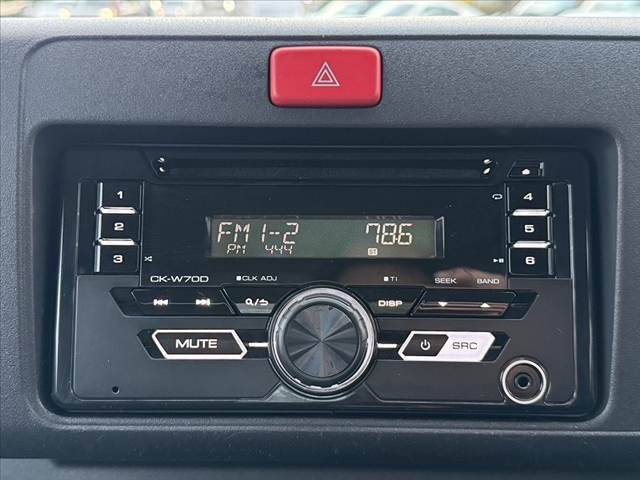 1
2
3
4
5
6
FM1-2 786
PM 4:44 ST
CK-W70D CLK ADJ TI SEEK BAND
DISP
MUTE
SRC